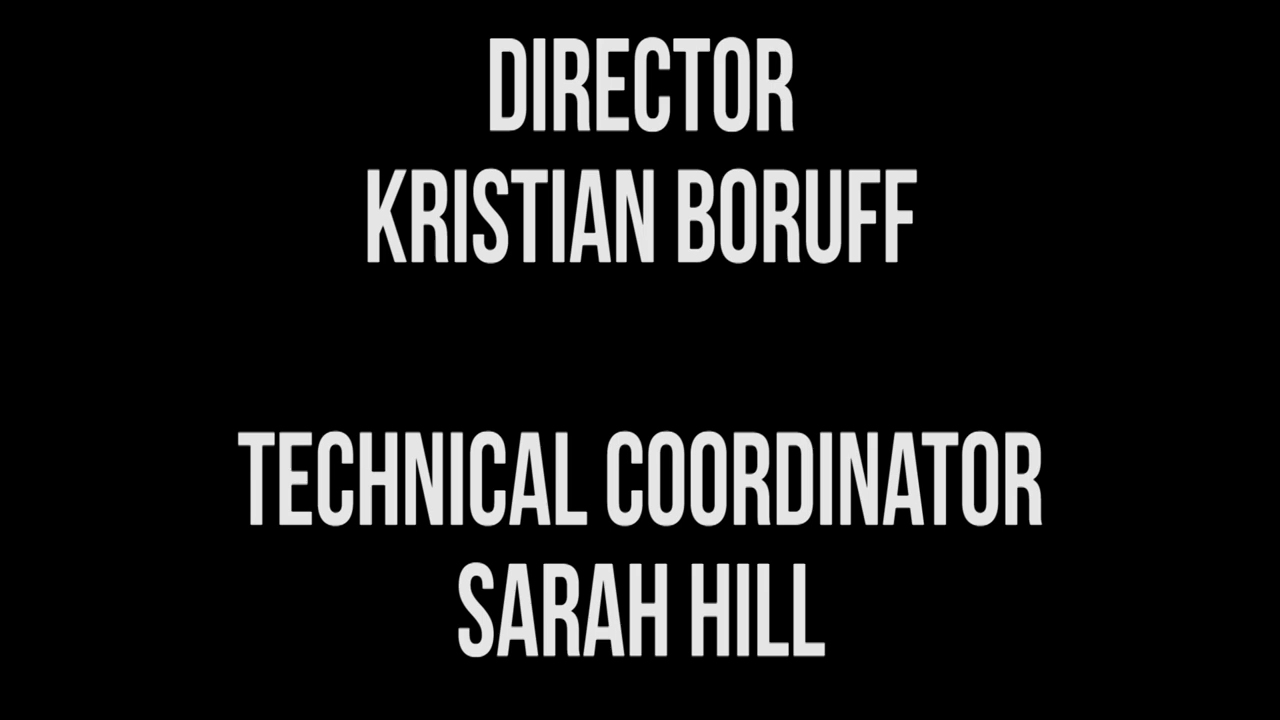 DIRECTOR
KRISTIAN BORUFF
TECHNICAL COORDINATOR
SARAH HILL